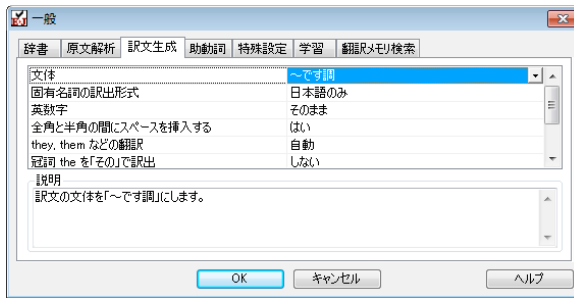 一般
辞書 原文解析 訳文生成 助動詞 特殊設定 学習 翻訳メモリ検索
文体 ～です調
固有名詞の訳出形式 日本語のみ
英数字 そのまま
全角と半角の間にスペースを挿入する はい
they, them などの翻訳 自動
冠詞 the を「その」で訳出 しない
説明
訳文の文体を「～です調」にします。
OK キャンセル ヘルプ